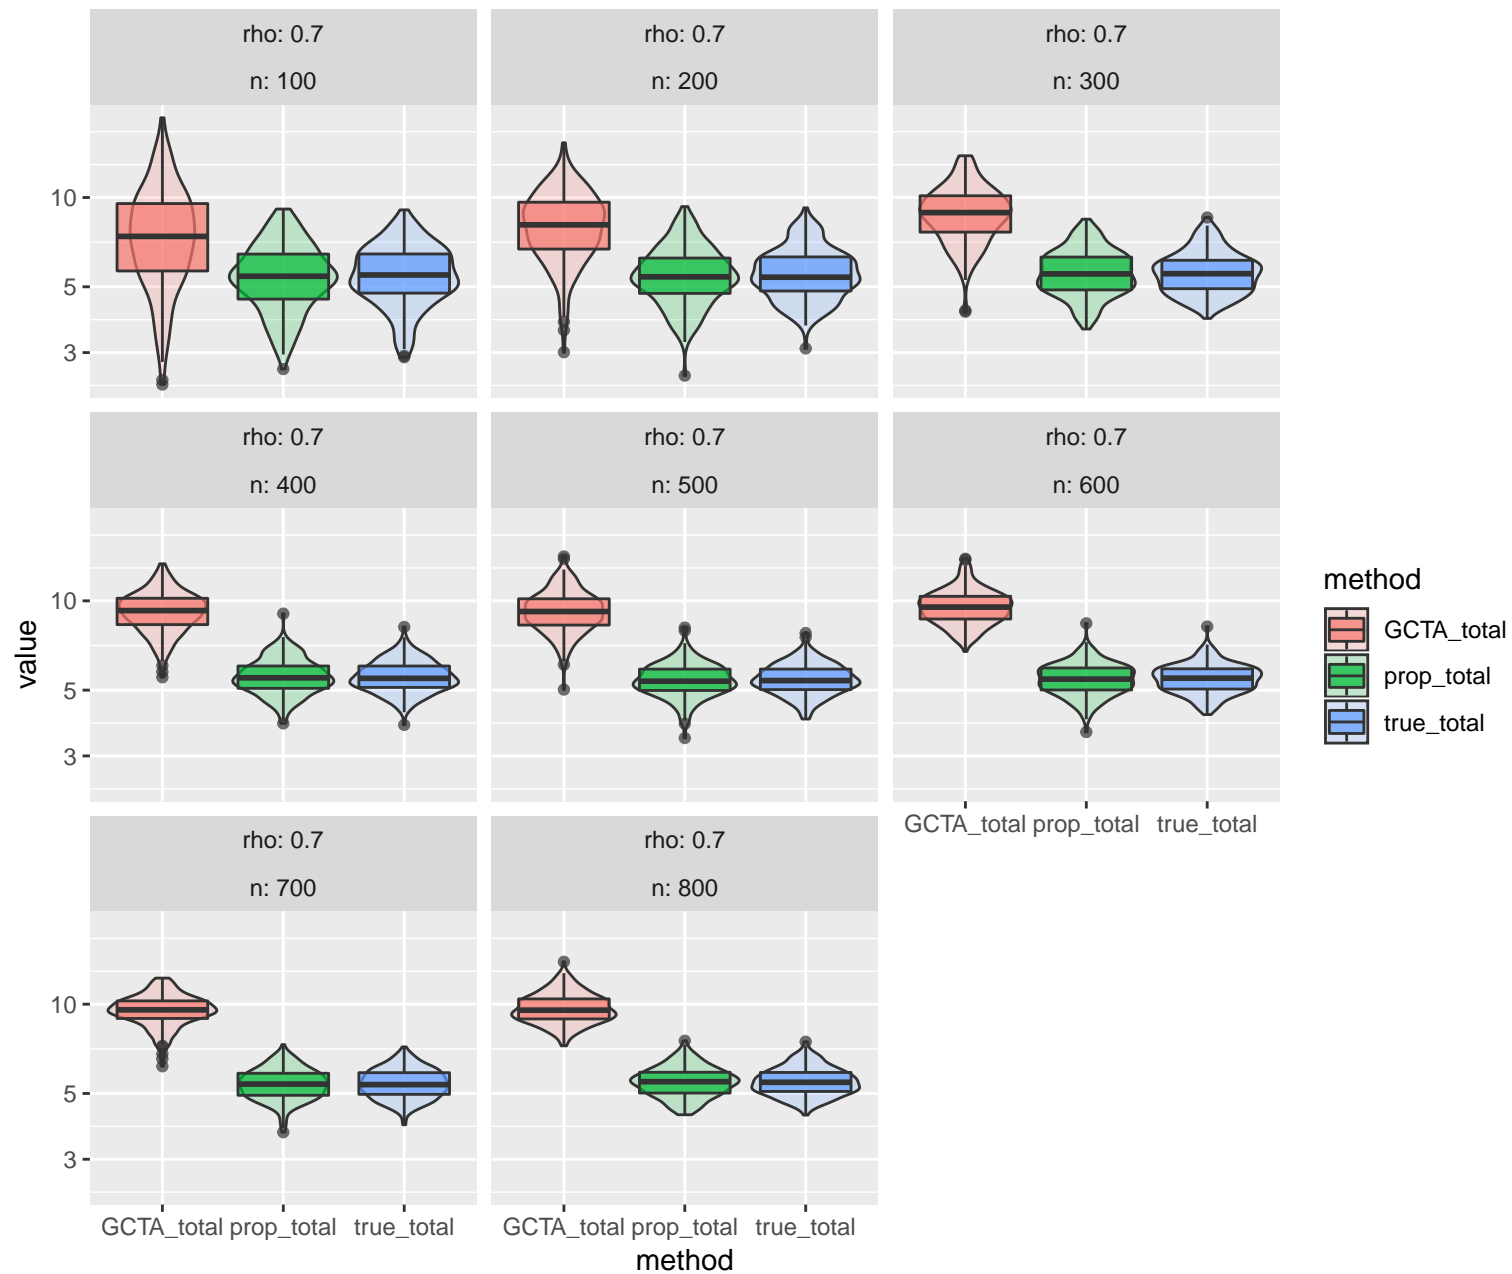 rho: 0.7
n: 100
rho: 0.7
n: 200
rho: 0.7
n: 300
10
5
3
rho: 0.7
n: 400
rho: 0.7
n: 500
rho: 0.7
n: 600
10
5
3
GCTA_total prop_total true_total
rho: 0.7
n: 700
rho: 0.7
n: 800
10
5
3
GCTA_total prop_total true_total
GCTA_total prop_total true_total
method
value
method
GCTA_total
prop_total
true_total